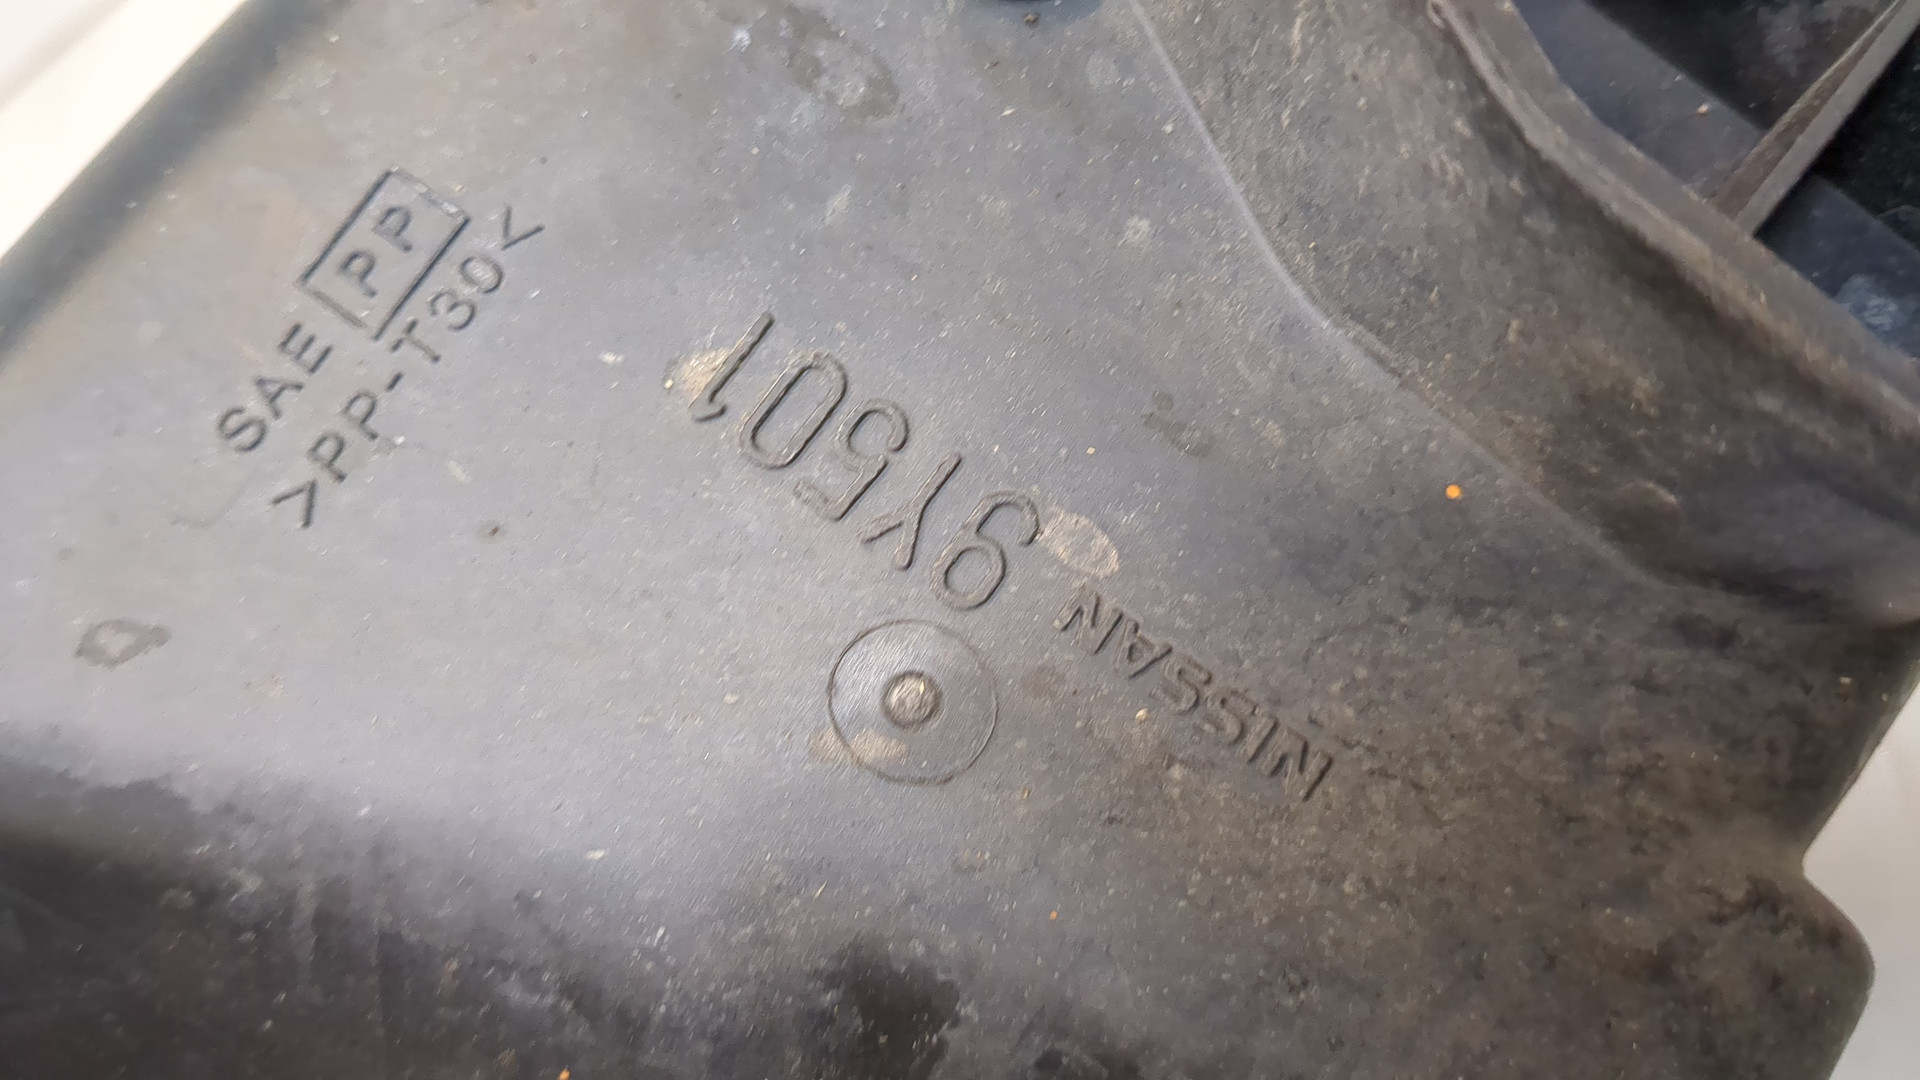 SAE PP
>PP-T30<
NISSAN
9Y501